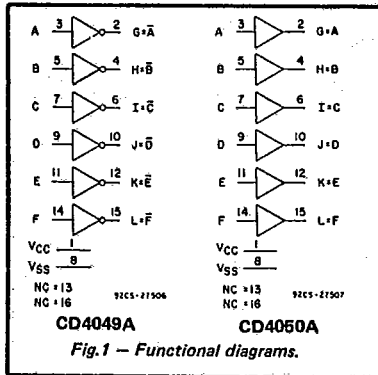 A 3 2 G=A̅ A 3 2 G=A
B 5 4 H=B̅ B 5 4 H=B
C 7 6 I=C̅ C 7 6 I=C
D 9 10 J=D̅ D 9 10 J=D
E 11 12 K=E̅ E 11 12 K=E
F 14 15 L=F̅ F 14 15 L=F
VCC 1 VCC 1
VSS 8 VSS 8
NC =13 NC =13
NC =16 92CS-27506 NC =16 92CS-27507
CD4049A CD4050A
Fig.1 — Functional diagrams.